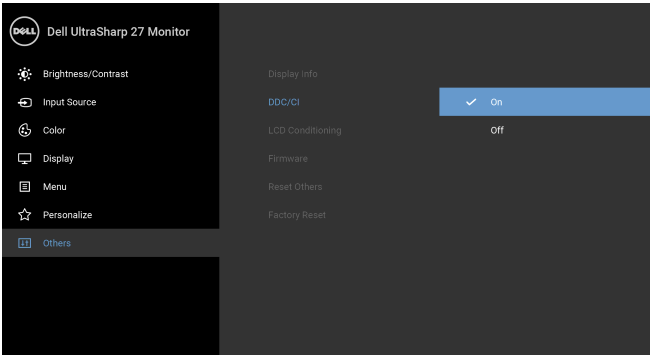 DELL
Dell UltraSharp 27 Monitor
Brightness/Contrast
Input Source
Color
Display
Menu
Personalize
Others
Display Info
DDC/CI
LCD Conditioning
Firmware
Reset Others
Factory Reset
On
Off